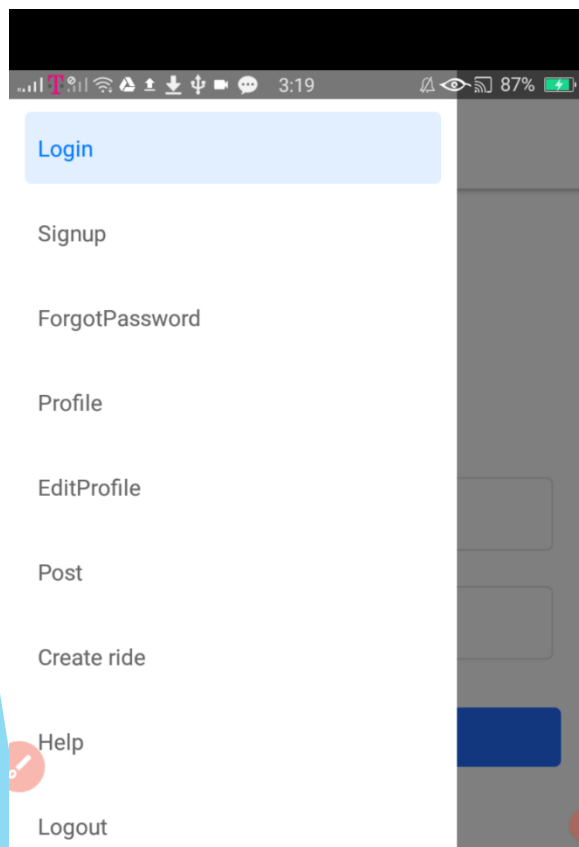 T 3:19 87%
Login
Signup
ForgotPassword
Profile
EditProfile
Post
Create ride
Help
Logout